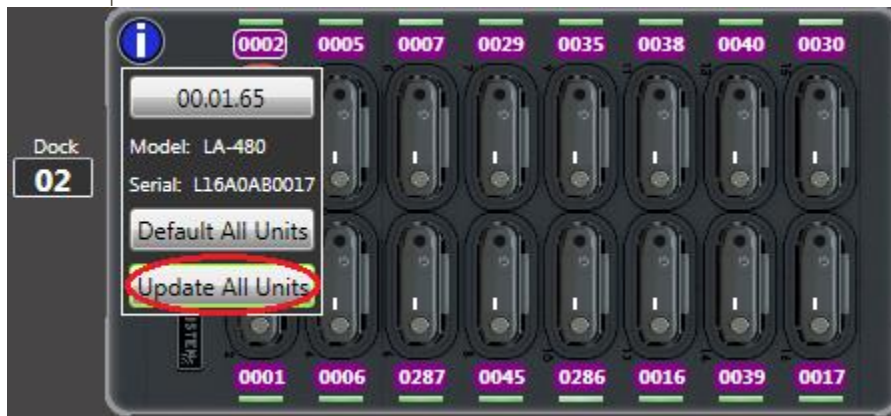 0002 0005 0007 0029 0035 0038 0040 0030
00.01.65
Dock
02
Model: LA-480
Serial: L16A0AB0017
Default All Units
Update All Units
0001 0006 0287 0045 0286 0016 0039 0017